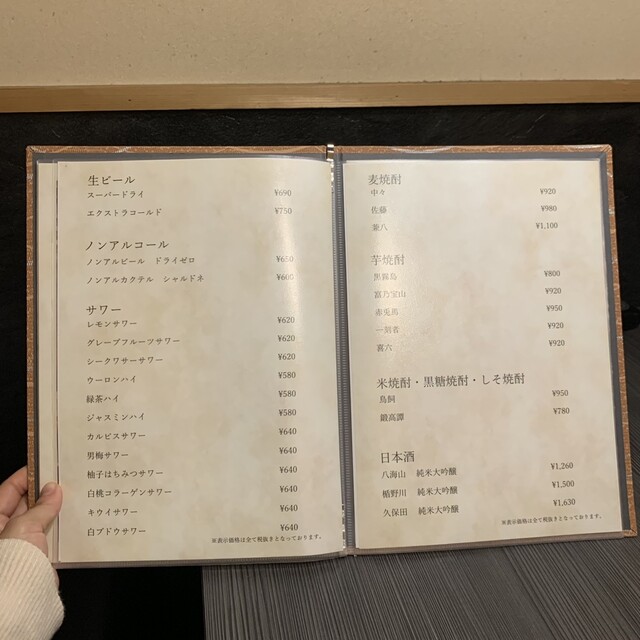 生ビール
スーパードライ ¥690
エクストラコールド ¥750
ノンアルコール
ノンアルビール ドライゼロ ¥650
ノンアルカクテル シャルドネ ¥600
サワー
レモンサワー ¥620
グレープフルーツサワー ¥620
シークワサーサワー ¥620
ウーロンハイ ¥580
緑茶ハイ ¥580
ジャスミンハイ ¥580
カルピスサワー ¥640
男梅サワー ¥640
柚子はちみつサワー ¥640
白桃コラーゲンサワー ¥640
キウイサワー ¥640
白ブドウサワー ¥640
※表示価格は全て税抜きとなっております。
麦焼酎
中々 ¥920
佐藤 ¥980
兼八 ¥1,100
芋焼酎
黒霧島 ¥800
富乃宝山 ¥920
赤兎馬 ¥950
一刻者 ¥920
喜六 ¥920
米焼酎・黒糖焼酎・しそ焼酎
鳥飼 ¥950
鍛高譚 ¥780
日本酒
八海山 純米大吟醸 ¥1,260
楯野川 純米大吟醸 ¥1,500
久保田 純米大吟醸 ¥1,630
※表示価格は全て税抜きとなっております。